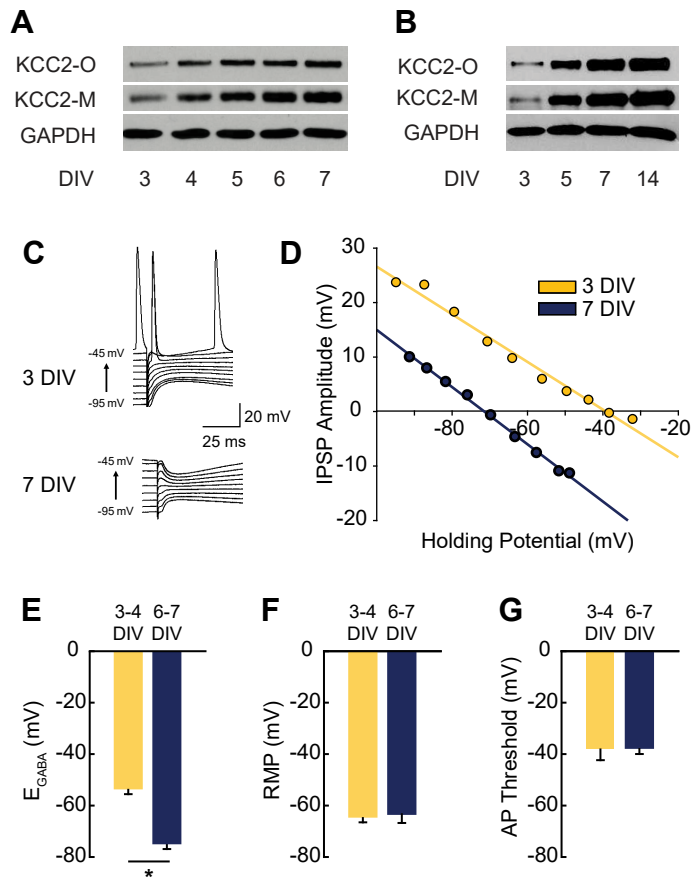 A
KCC2-O
KCC2-M
GAPDH
DIV 3 4 5 6 7
B
KCC2-O
KCC2-M
GAPDH
DIV 3 5 7 14
C
-45 mV
3 DIV
-95 mV
20 mV
25 ms
-45 mV
7 DIV
-95 mV
D
IPSP Amplitude (mV)
30
20
10
0
-10
-20
-80 -60 -40 -20
Holding Potential (mV)
3 DIV
7 DIV
E
3-4 6-7
DIV DIV
0
-20
-40
-60
-80
EGABA (mV)
*
F
3-4 6-7
DIV DIV
0
-20
-40
-60
-80
RMP (mV)
G
3-4 6-7
DIV DIV
0
-20
-40
-60
-80
AP Threshold (mV)